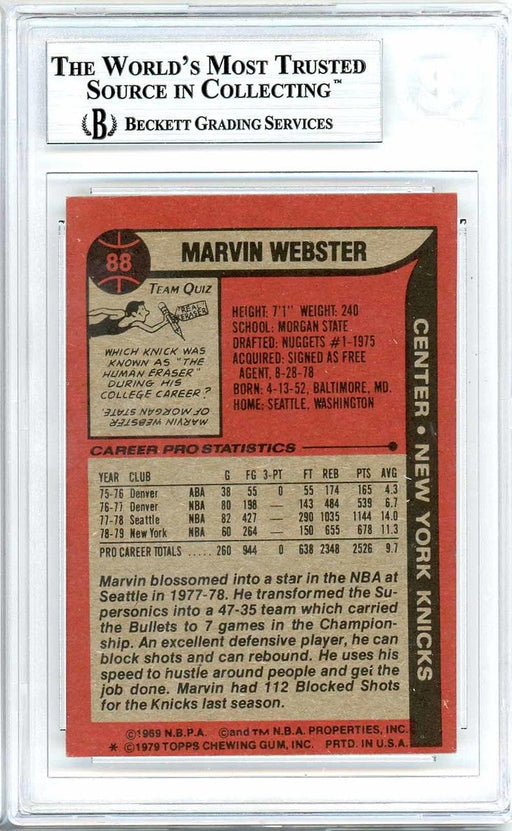 THE WORLD'S MOST TRUSTED
SOURCE IN COLLECTING™
B BECKETT GRADING SERVICES
88
MARVIN WEBSTER
TEAM QUIZ
"REAL ERASER"
WHICH KNICK WAS
KNOWN AS "THE
HUMAN ERASER"
DURING HIS
COLLEGE CAREER?
MARVIN WEBSTER
OF MORGAN STATE.
HEIGHT: 7'1" WEIGHT: 240
SCHOOL: MORGAN STATE
DRAFTED: NUGGETS #1-1975
ACQUIRED: SIGNED AS FREE
AGENT, 8-28-78
BORN: 4-13-52, BALTIMORE, MD.
HOME: SEATTLE, WASHINGTON
CENTER • NEW YORK KNICKS
CAREER PRO STATISTICS
YEAR CLUB G FG 3-PT FT REB PTS AVG
75-76 Denver ABA 38 55 0 55 174 165 4.3
76-77 Denver NBA 80 198 — 143 484 539 6.7
77-78 Seattle NBA 82 427 — 290 1035 1144 14.0
78-79 New York NBA 60 264 — 150 655 678 11.3
PRO CAREER TOTALS ..... 260 944 0 638 2348 2526 9.7
Marvin blossomed into a star in the NBA at
Seattle in 1977-78. He transformed the Su-
personics into a 47-35 team which carried
the Bullets to 7 games in the Champion-
ship. An excellent defensive player, he can
block shots and can rebound. He uses his
speed to hustle around people and get the
job done. Marvin had 112 Blocked Shots
for the Knicks last season.
©1969 N.B.P.A. ©and TM N.B.A. PROPERTIES, INC.
* ©1979 TOPPS CHEWING GUM, INC. PRTD. IN U.S.A.